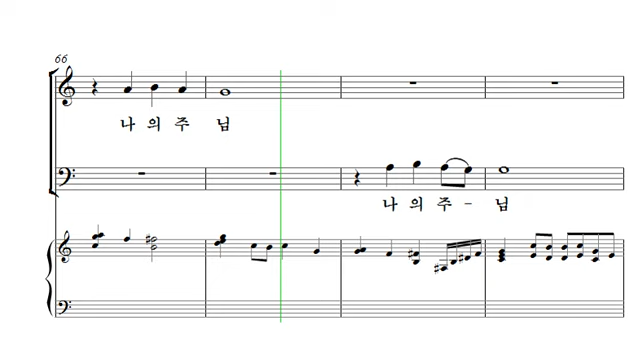 66
나 의 주 님
나 의 주 - 님